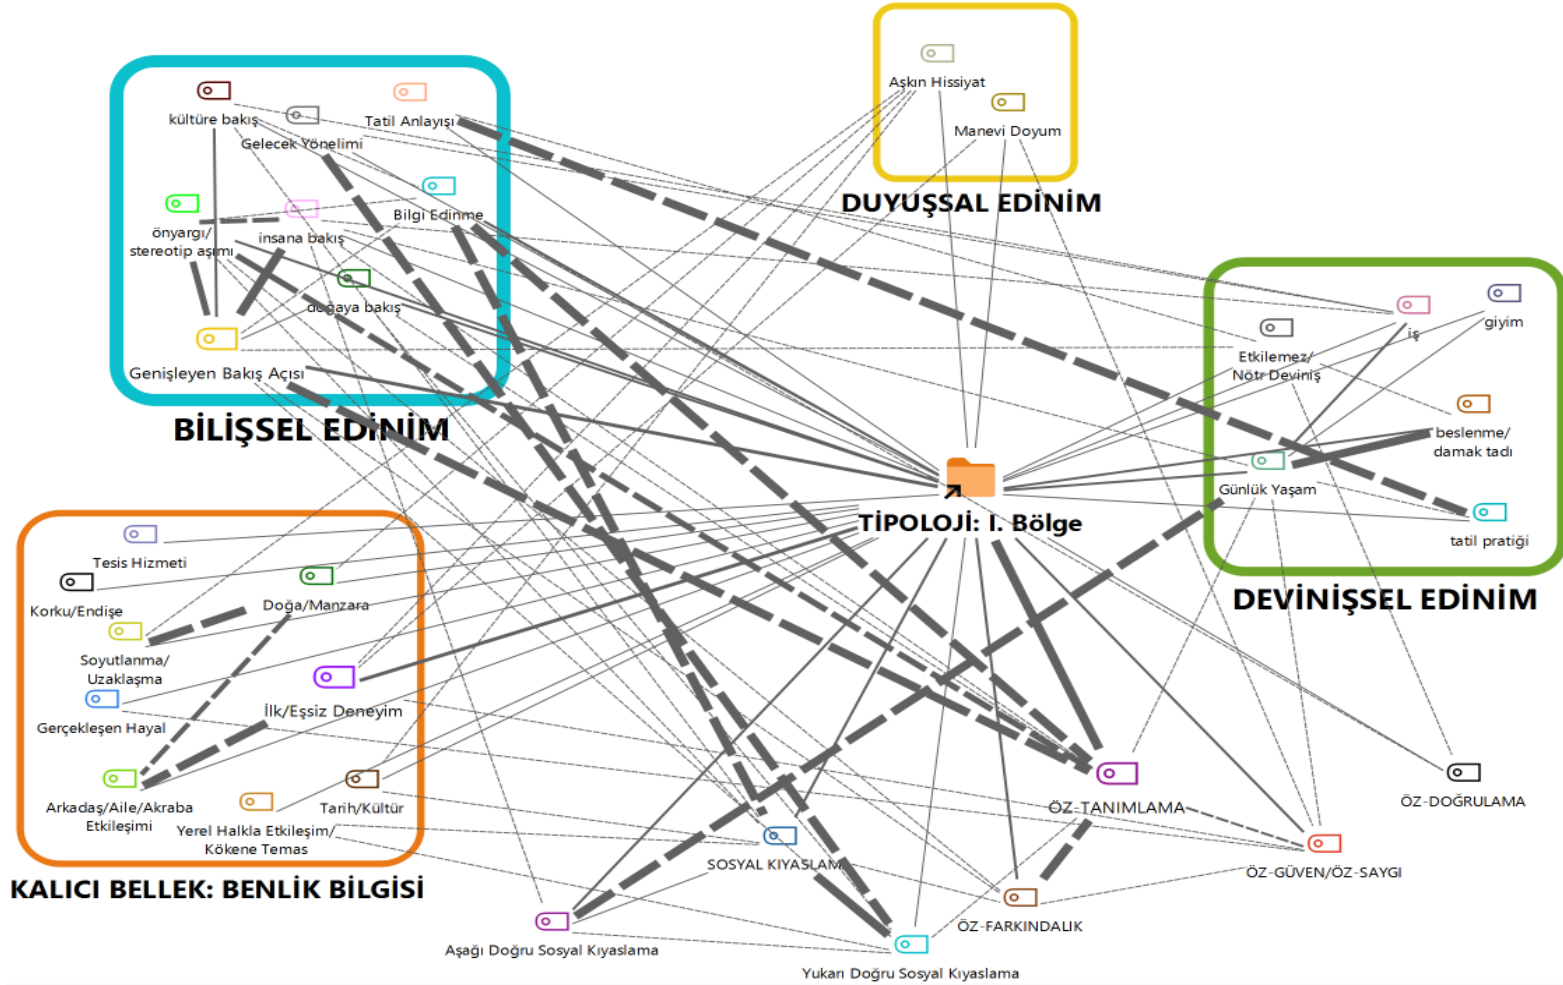 Aşkın Hissiyat
Manevi Doyum
DUYUŞSAL EDİNİM
kültüre bakış
Gelecek Yönelimi
Tatil Anlayışı
Bilgi Edinme
önyargı/
stereotip aşımı
insana bakış
doğaya bakış
Genişleyen Bakış Açısı
BİLİŞSEL EDİNİM
iş
giyim
Etkilemez/
Nötr Deviniş
beslenme/
damak tadı
Günlük Yaşam
tatil pratiği
DEVİNİŞSEL EDİNİM
TİPOLOJİ: I. Bölge
Tesis Hizmeti
Korku/Endişe
Doğa/Manzara
Soyutlanma/
Uzaklaşma
Gerçekleşen Hayal
İlk/Eşsiz Deneyim
Arkadaş/Aile/Akraba
Etkileşimi
Yerel Halkla Etkileşim/
Kökene Temas
Tarih/Kültür
KALICI BELLEK: BENLİK BİLGİSİ
ÖZ-TANIMLAMA
ÖZ-DOĞRULAMA
SOSYAL KIYASLAMA
ÖZ-GÜVEN/ÖZ-SAYGI
ÖZ-FARKINDALIK
Aşağı Doğru Sosyal Kıyaslama
Yukarı Doğru Sosyal Kıyaslama